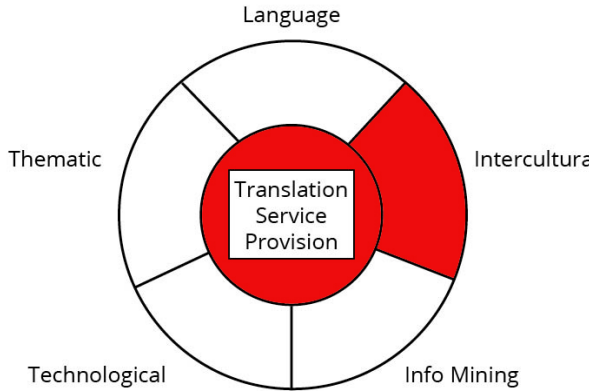 Language
Thematic
Intercultura
Translation
Service
Provision
Technological
Info Mining